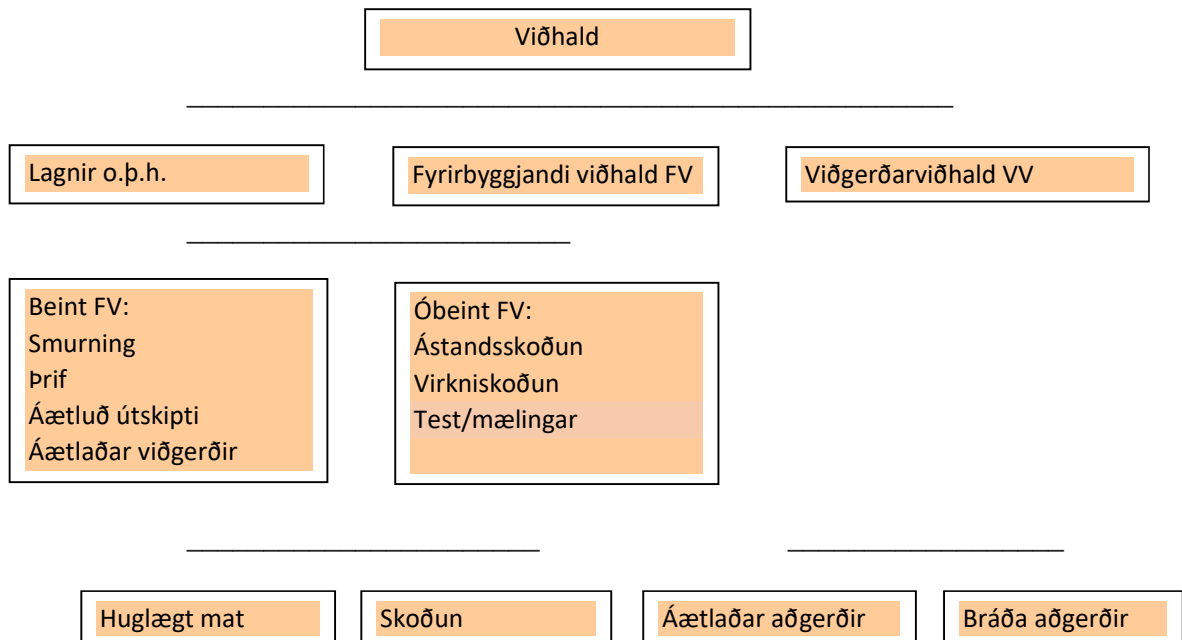 Viðhald
Lagnir o.þ.h.
Fyrirbyggjandi viðhald FV
Viðgerðarviðhald VV
Beint FV:
Smurning
Þrif
Áætluð útskipti
Áætlaðar viðgerðir
Óbeint FV:
Ástandsskoðun
Virkniskoðun
Test/mælingar
Huglægt mat
Skoðun
Áætlaðar aðgerðir
Bráða aðgerðir